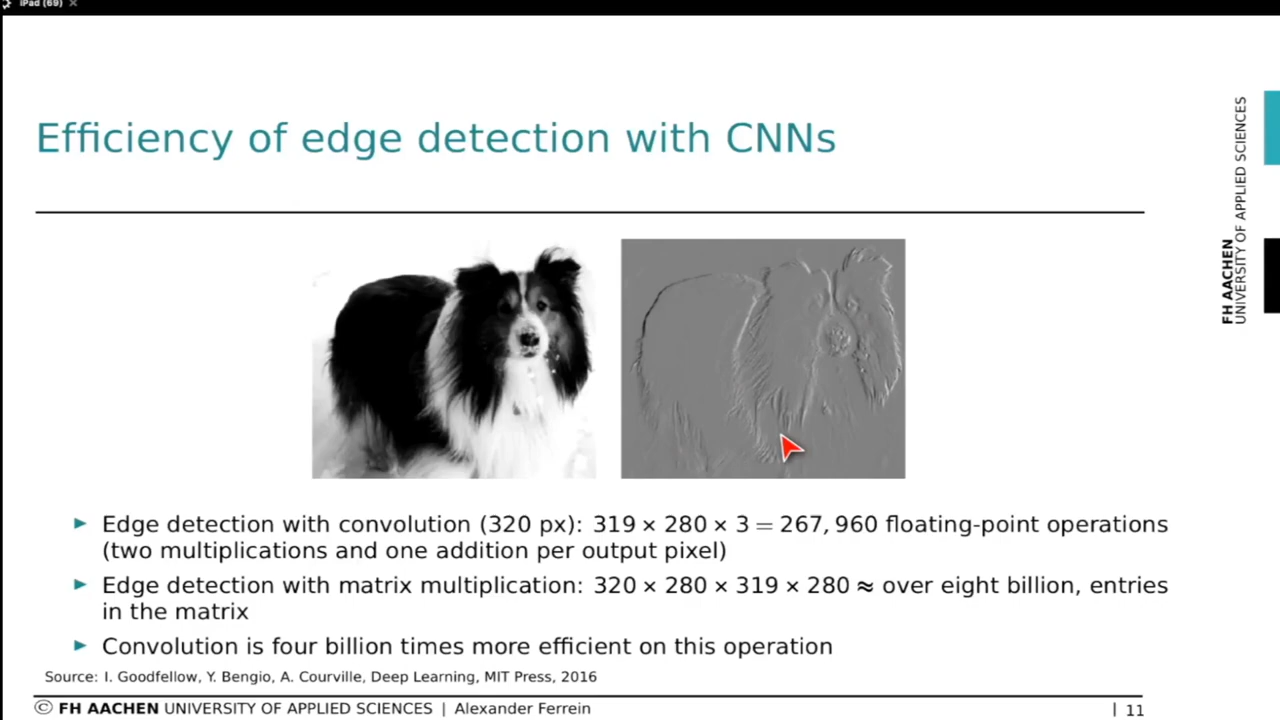 iPad (69) ×
Efficiency of edge detection with CNNs
FH AACHEN
UNIVERSITY OF APPLIED SCIENCES
► Edge detection with convolution (320 px): 319 × 280 × 3 = 267, 960 floating-point operations
(two multiplications and one addition per output pixel)
► Edge detection with matrix multiplication: 320 × 280 × 319 × 280 ≈ over eight billion, entries
in the matrix
► Convolution is four billion times more efficient on this operation
Source: I. Goodfellow, Y. Bengio, A. Courville, Deep Learning, MIT Press, 2016
© FH AACHEN UNIVERSITY OF APPLIED SCIENCES | Alexander Ferrein | 11